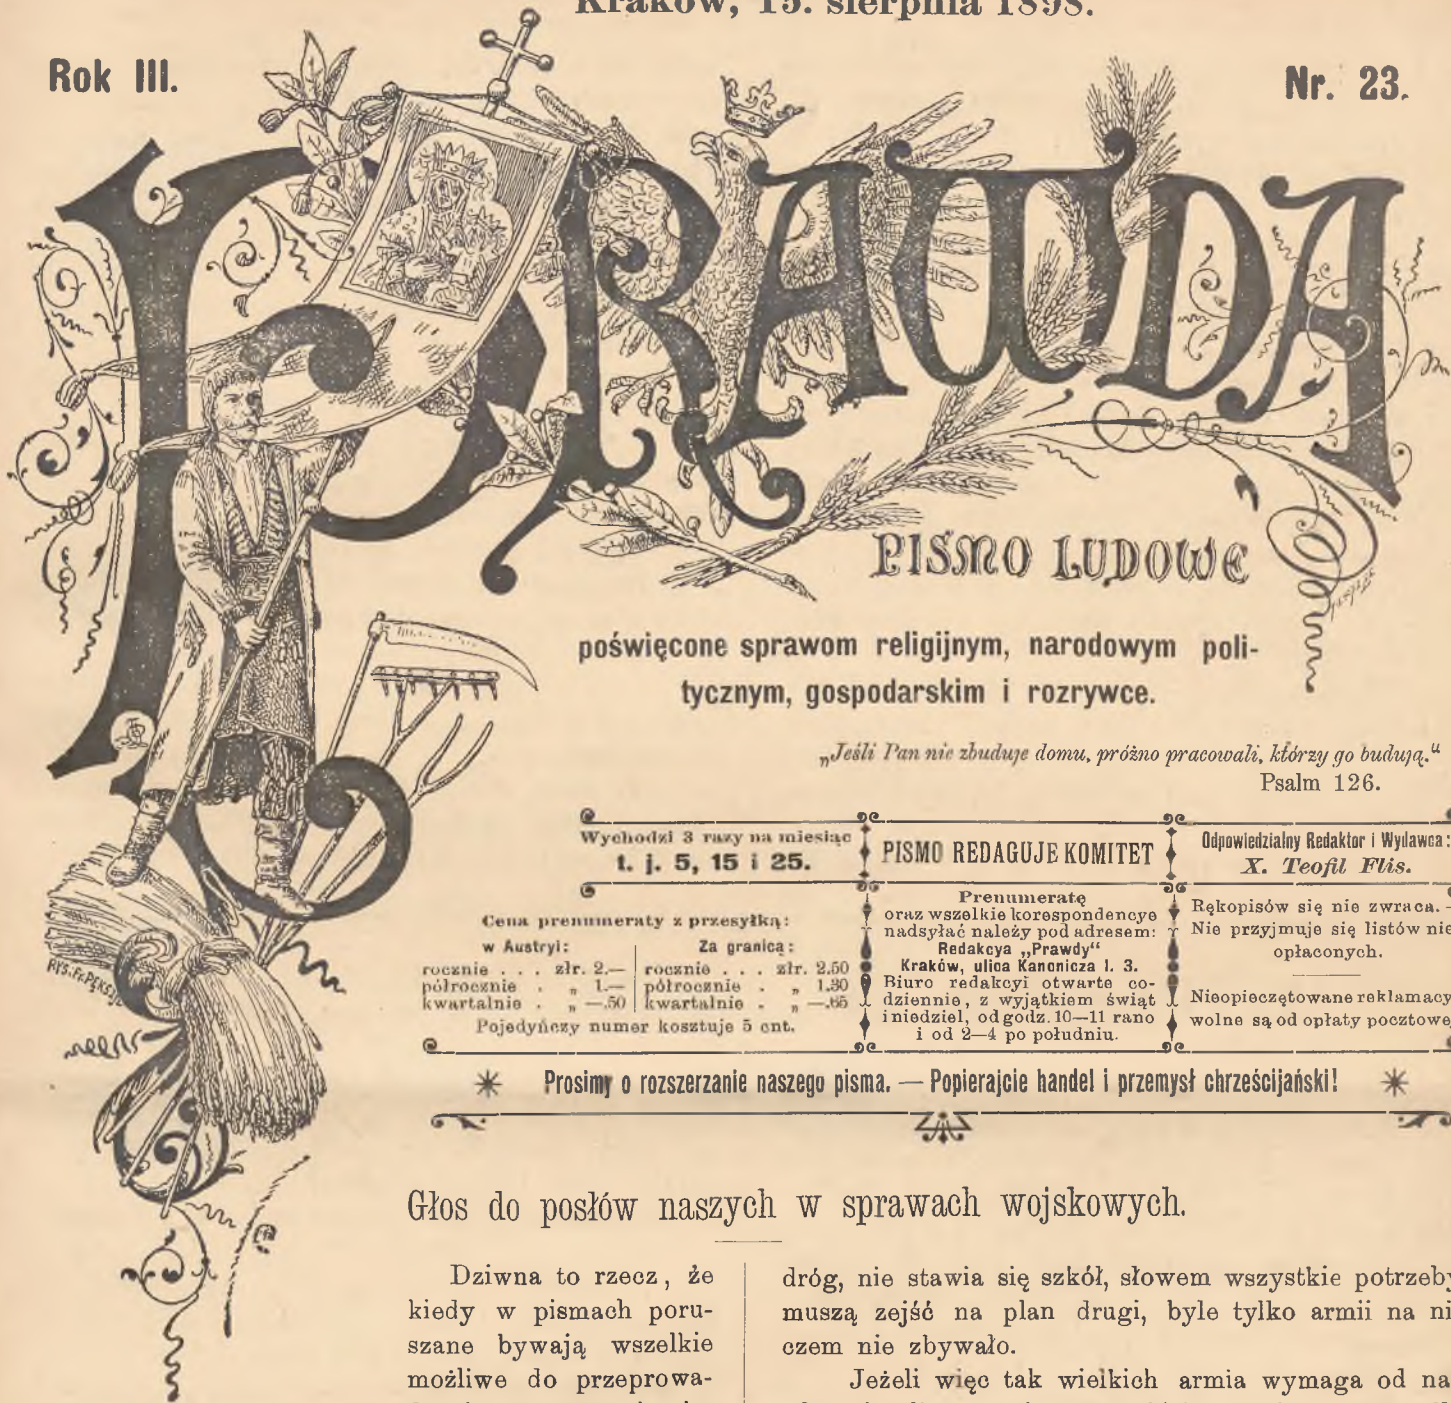 Kraków, 15. sierpnia 1898.
Rok III.
Nr. 23.
PRAWDA
PISMO LUDOWE
poświęcone sprawom religijnym, narodowym poli-
tycznym, gospodarskim i rozrywce.
„Jeśli Pan nie zbuduje domu, próżno pracowali, którzy go budują.“
Psalm 126.
Wychodzi 3 razy na miesiąc
t. j. 5, 15 i 25.
PISMO REDAGUJE KOMITET
Odpowiedzialny Redaktor i Wydawca:
X. Teofil Flis.
Cena prenumeraty z przesyłką:
w Austryi:
rocznie . . . złr. 2.—
półrocznie . „ 1.—
kwartalnie . „ —.50
Za granicą:
rocznie . . . złr. 2.50
półrocznie . „ 1.30
kwartalnie . „ —.65
Pojedyńczy numer kosztuje 5 cnt.
Prenumeratę
oraz wszelkie korespondencye
nadsyłać należy pod adresem:
Redakcya „Prawdy“
Kraków, ulica Kanonicza l. 3.
Biuro redakcyi otwarte co-
dziennie, z wyjątkiem świąt
i niedziel, od godz. 10—11 rano
i od 2—4 po południu.
Rękopisów się nie zwraca. -
Nie przyjmuje się listów nie
opłaconych.
Nieopieczętowane reklamacy
wolne są od opłaty pocztowe
RYS. FR. PĘKS
Prosimy o rozszerzanie naszego pisma. — Popierajcie handel i przemysł chrześcijański!
Głos do posłów naszych w sprawach wojskowych.
Dziwna to rzecz, że
kiedy w pismach poru-
szane bywają wszelkie
możliwe do przeprowa-
dróg, nie stawia się szkół, słowem wszystkie potrzeby
muszą zejść na plan drugi, byle tylko armii na ni
czem nie zbywało.
Jeżeli więc tak wielkich armia wymaga od na